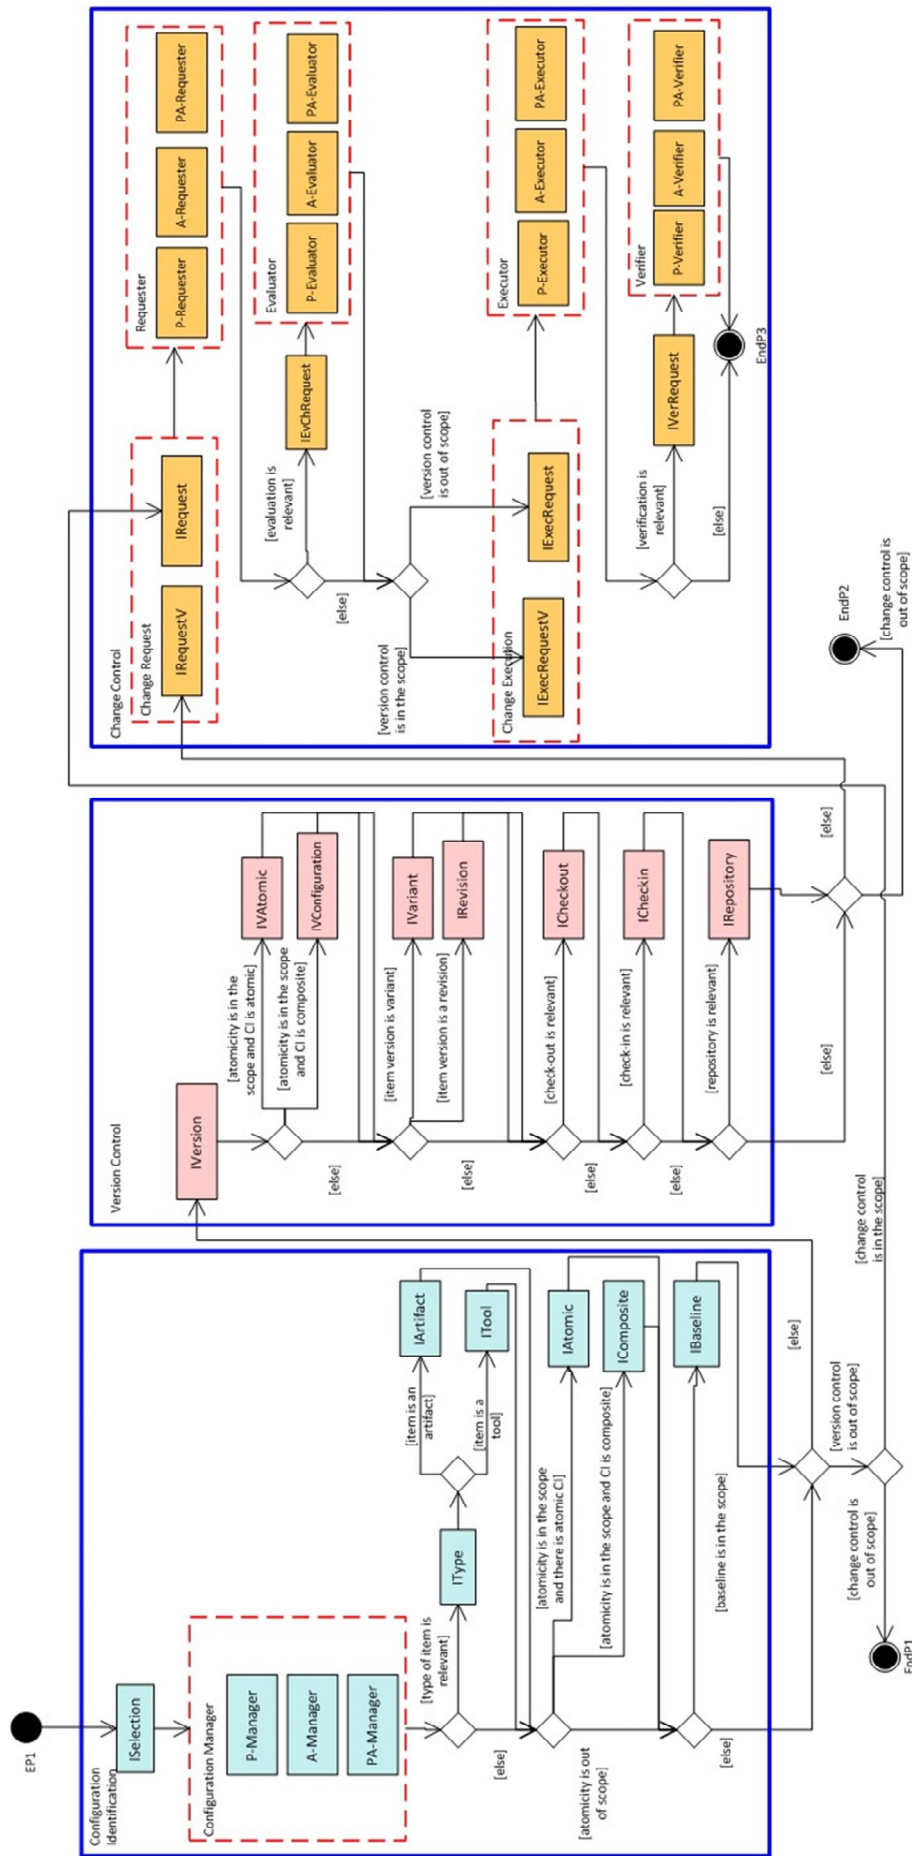 EP1
Configuration
Identification
ISelection
Configuration Manager
P-Manager
A-Manager
PA-Manager
[type of item is
relevant]
[else]
IType
[item is an
artifact]
[item is a
tool]
IArtifact
ITool
[atomicity is out
of scope]
[atomicity is in the scope
and there is atomic CI]
[atomicity is in the scope and CI is composite]
IAtomic
IComposite
[else]
[baseline is in the scope]
IBaseline
[else]
[version control
is out of scope]
[change control is
out of scope]
EndP1
[change control
is in the scope]
Version Control
IVersion
[atomicity is in the
scope and CI is atomic]
[atomicity is in the scope
and CI is composite]
[else]
IVAtomic
IVConfiguration
[item version is variant]
[item version is a revision]
[else]
IVariant
IRevision
[check-out is relevant]
[else]
ICheckout
[check-in is relevant]
[else]
ICheckin
[repository is relevant]
[else]
IRepository
[else]
[change control is
out of scope]
EndP2
Change Control
Change Request
IRequestV
IRequest
Requester
P-Requester
A-Requester
PA-Requester
[evaluation is
relevant]
[else]
IEvChRequest
Evaluator
P-Evaluator
A-Evaluator
PA-Evaluator
[version control
is in the scope]
[version control
is out of scope]
Change Execution
IExecRequestV
IExecRequest
Executor
P-Executor
A-Executor
PA-Executor
[verification is
relevant]
[else]
IVerRequest
Verifier
P-Verifier
A-Verifier
PA-Verifier
EndP3